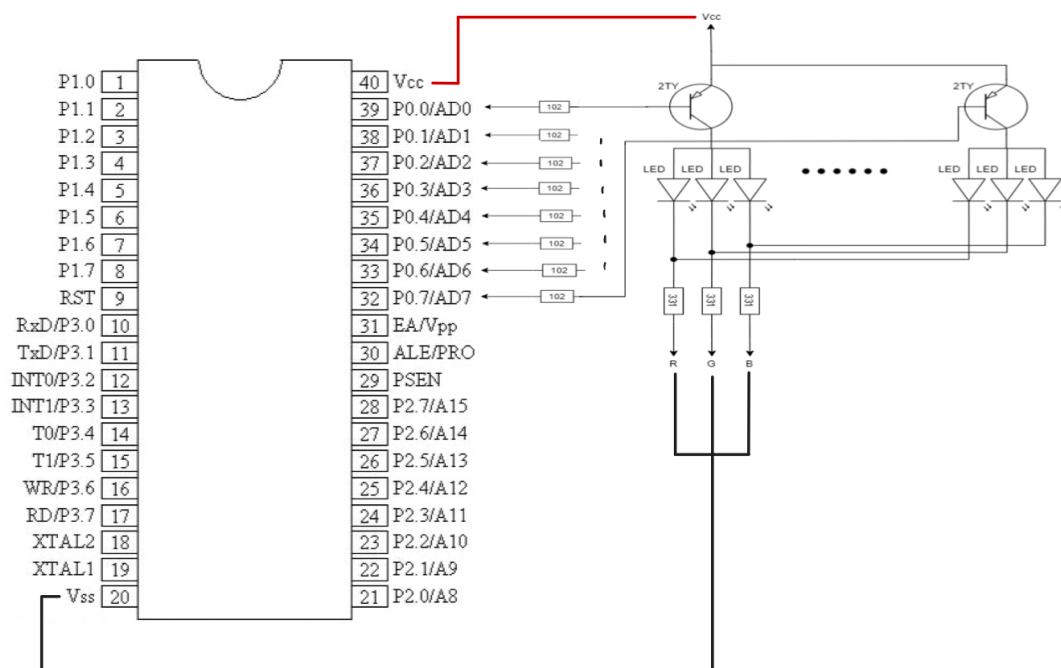 Vcc
P1.0 1 40 Vcc
P1.1 2 39 P0.0/AD0 102
P1.2 3 38 P0.1/AD1 102
P1.3 4 37 P0.2/AD2 102
P1.4 5 36 P0.3/AD3 102
P1.5 6 35 P0.4/AD4 102
P1.6 7 34 P0.5/AD5 102
P1.7 8 33 P0.6/AD6 102
RST 9 32 P0.7/AD7 102
RxD/P3.0 10 31 EA/Vpp
TxD/P3.1 11 30 ALE/PRO
INT0/P3.2 12 29 PSEN
INT1/P3.3 13 28 P2.7/A15
T0/P3.4 14 27 P2.6/A14
T1/P3.5 15 26 P2.5/A13
WR/P3.6 16 25 P2.4/A12
RD/P3.7 17 24 P2.3/A11
XTAL2 18 23 P2.2/A10
XTAL1 19 22 P2.1/A9
Vss 20 21 P2.0/A8
2TY 2TY
LED LED LED LED LED LED
331 331 331
R G B